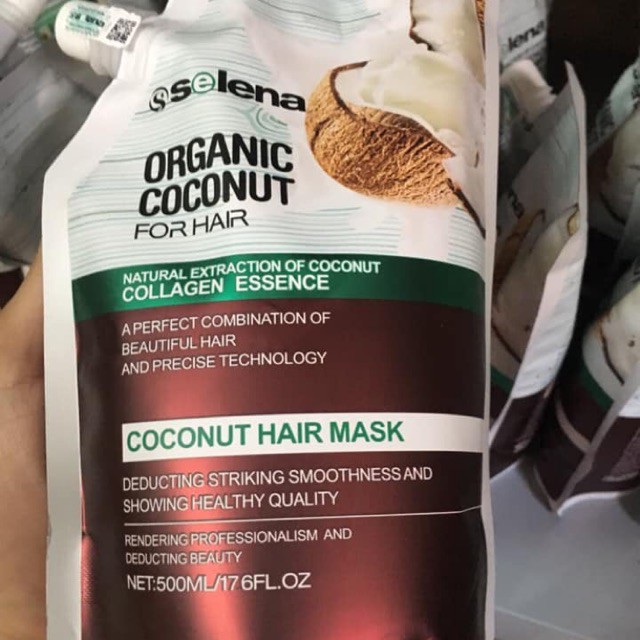 selena
ORGANIC
COCONUT
FOR HAIR
NATURAL EXTRACTION OF COCONUT
COLLAGEN ESSENCE
A PERFECT COMBINATION OF
BEAUTIFUL HAIR
AND PRECISE TECHNOLOGY
COCONUT HAIR MASK
DEDUCTING STRIKING SMOOTHNESS AND
SHOWING HEALTHY QUALITY
RENDERING PROFESSIONALISM AND
DEDUCTING BEAUTY
NET:500ML/17 6FL.OZ
lena